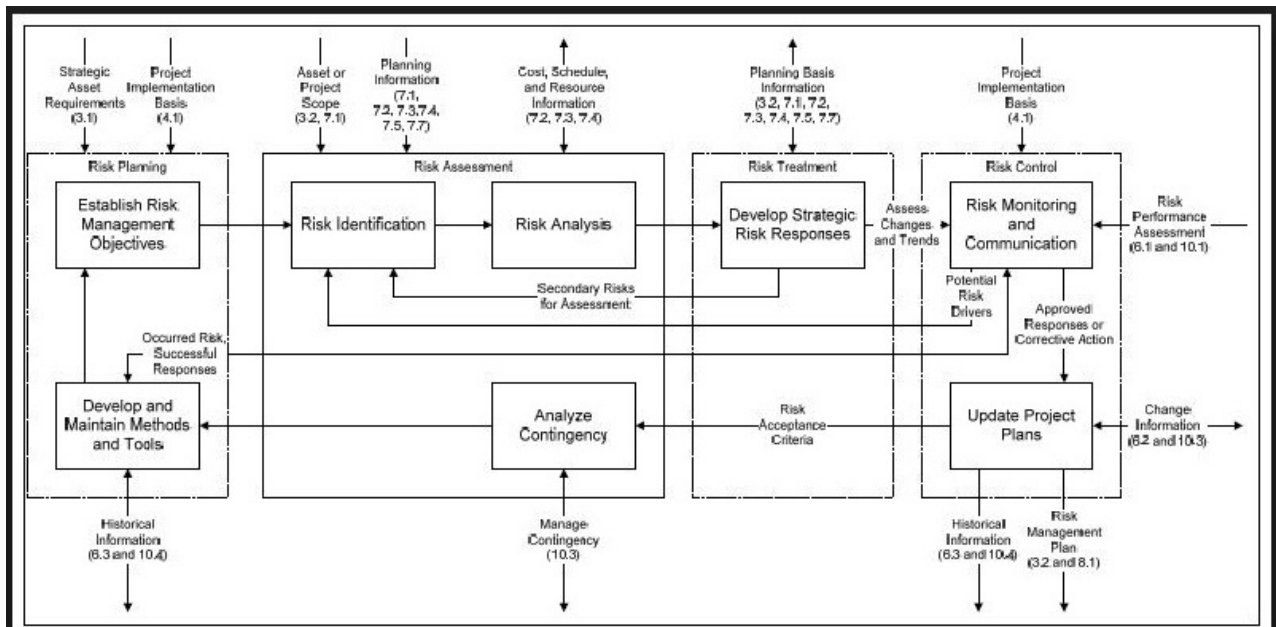 Strategic
Asset
Requirements
(3.1)
Project
Implementation
Basis
(4.1)
Asset or
Project
Scope
(3.2, 7.1)
Planning
Information
(7.1,
7.2, 7.3, 7.4,
7.5, 7.7)
Cost, Schedule,
and Resource
Information
(7.2, 7.3, 7.4)
Planning Basis
Information
(3.2, 7.1, 7.2,
7.3, 7.4, 7.5, 7.7)
Project
Implementation
Basis
(4.1)
Risk Planning
Risk Assessment
Risk Treatment
Risk Control
Establish Risk
Management
Objectives
Risk Identification
Risk Analysis
Develop Strategic
Risk Responses
Assess
Changes
and Trends
Risk Monitoring
and
Communication
Risk
Performance
Assessment
(6.1 and 10.1)
Secondary Risks
for Assessment
Potential
Risk
Drivers
Approved
Responses or
Corrective Action
Occurred Risk,
Successful
Responses
Develop and
Maintain Methods
and Tools
Analyze
Contingency
Risk
Acceptance
Criteria
Update Project
Plans
Change
Information
(6.2 and 10.3)
Historical
Information
(6.3 and 10.4)
Manage
Contingency
(10.3)
Historical
Information
(6.3 and 10.4)
Risk
Management
Plan
(3.2 and 8.1)